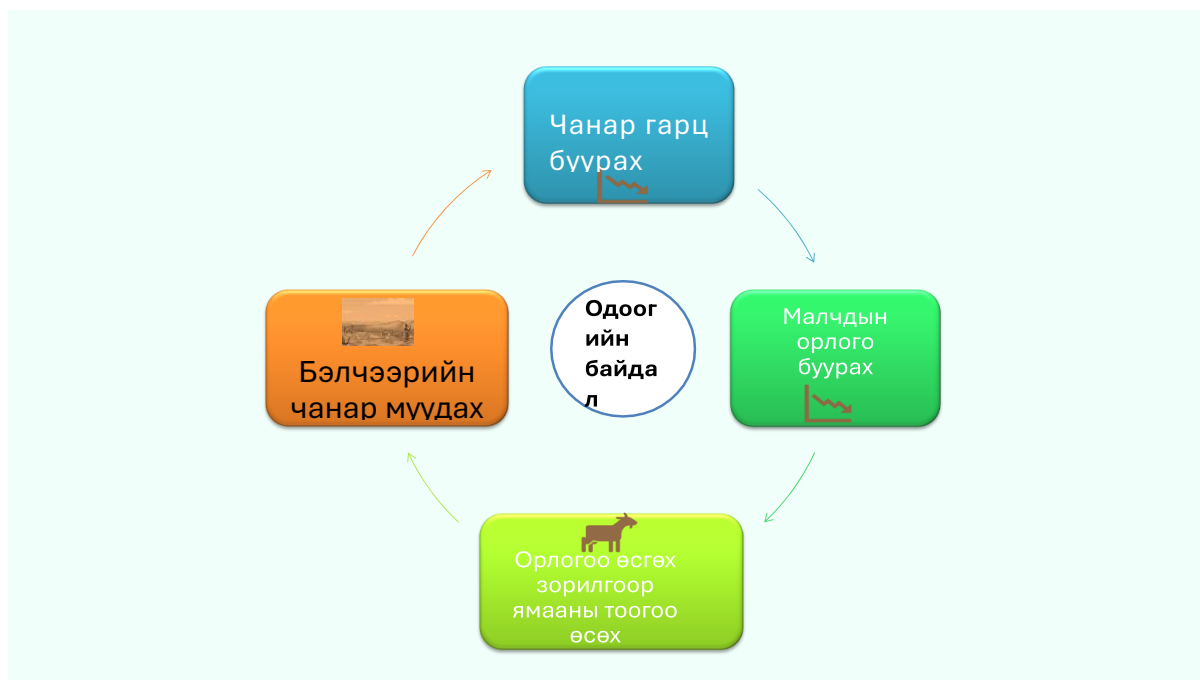 Чанар гарц
буурах
Малчдын
орлого
буурах
Орлогоо өсгөх
зорилгоор
ямааны тоогоо
өсөх
Бэлчээрийн
чанар муудах
Одоог
ийн
байда
л